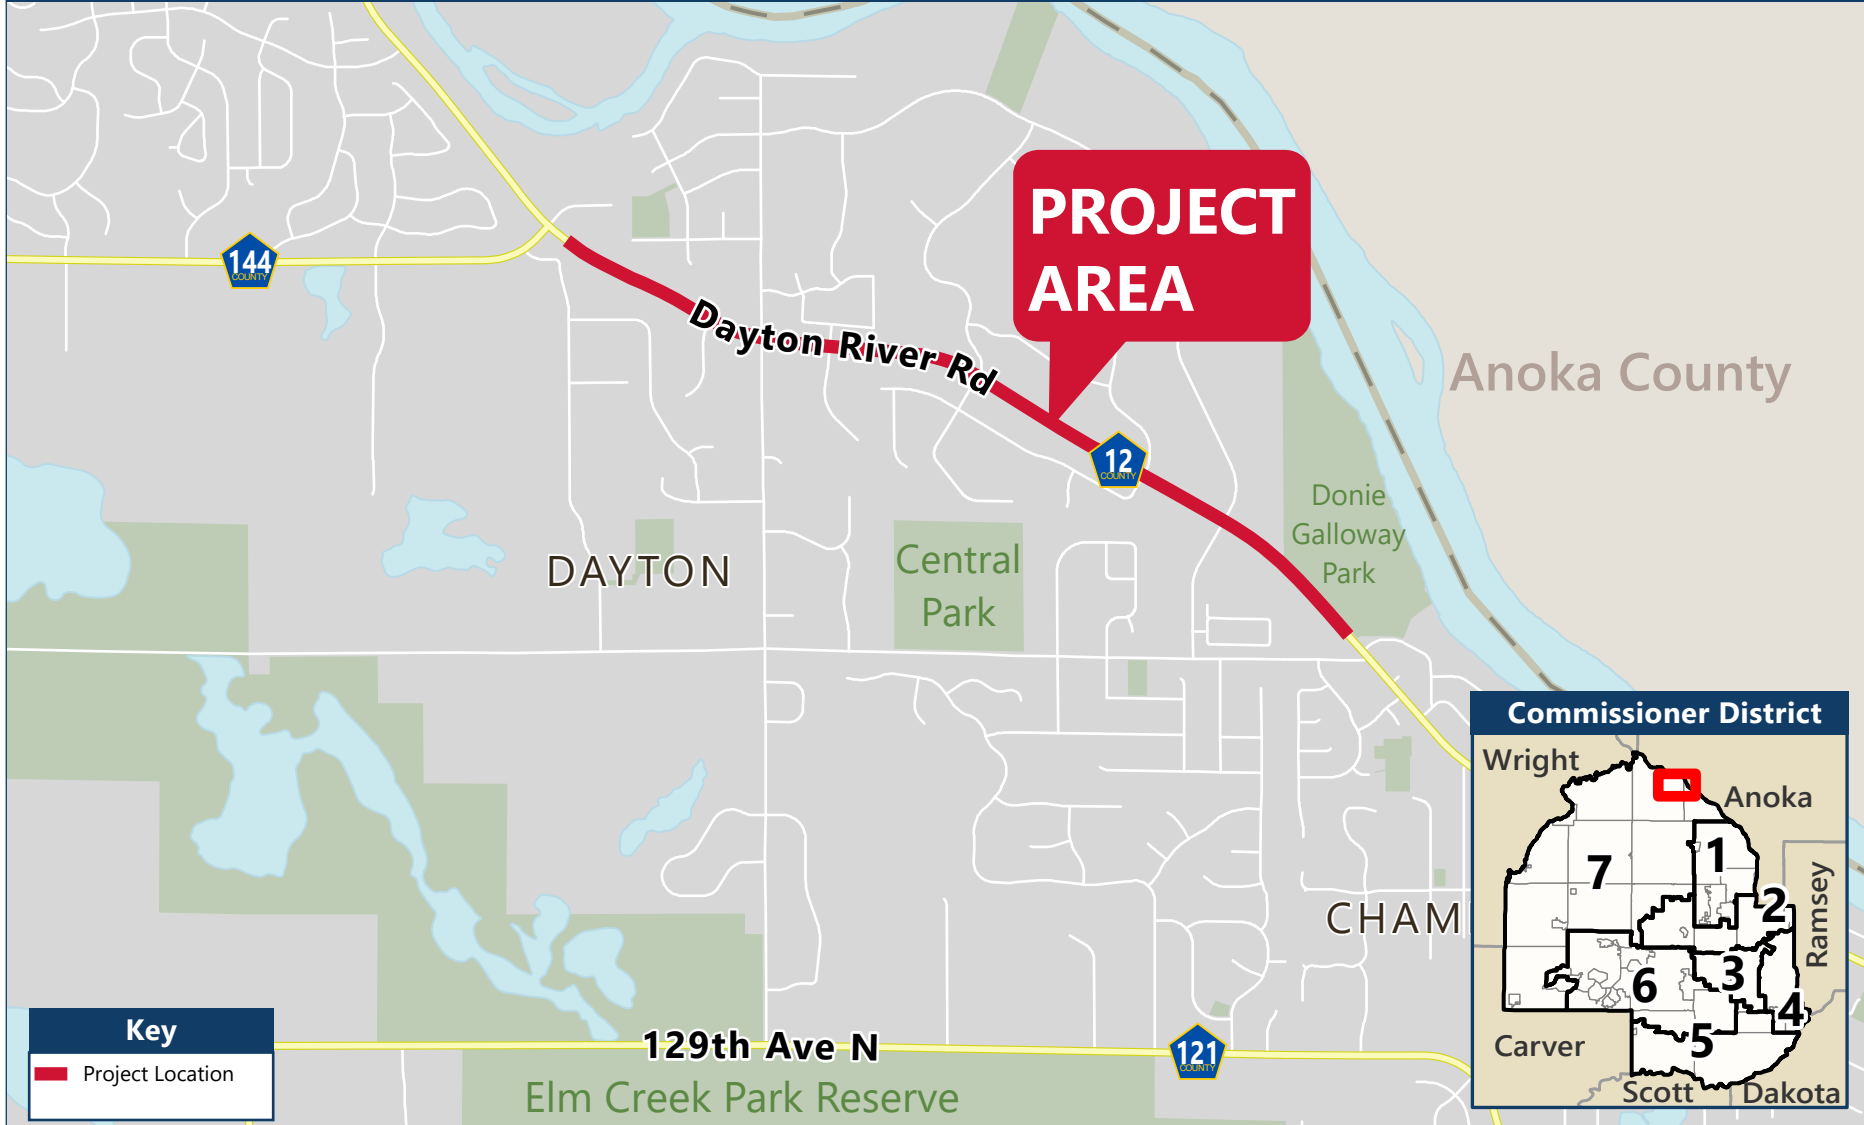 PROJECT
AREA
144
COUNTY
Dayton River Rd
Anoka County
12
COUNTY
Donie
Galloway
Park
DAYTON
Central
Park
CHAM
129th Ave N
121
COUNTY
Elm Creek Park Reserve
Key
Project Location
Commissioner District
Wright
Anoka
1
7
2
Ramsey
3
6
4
5
Carver
Scott
Dakota